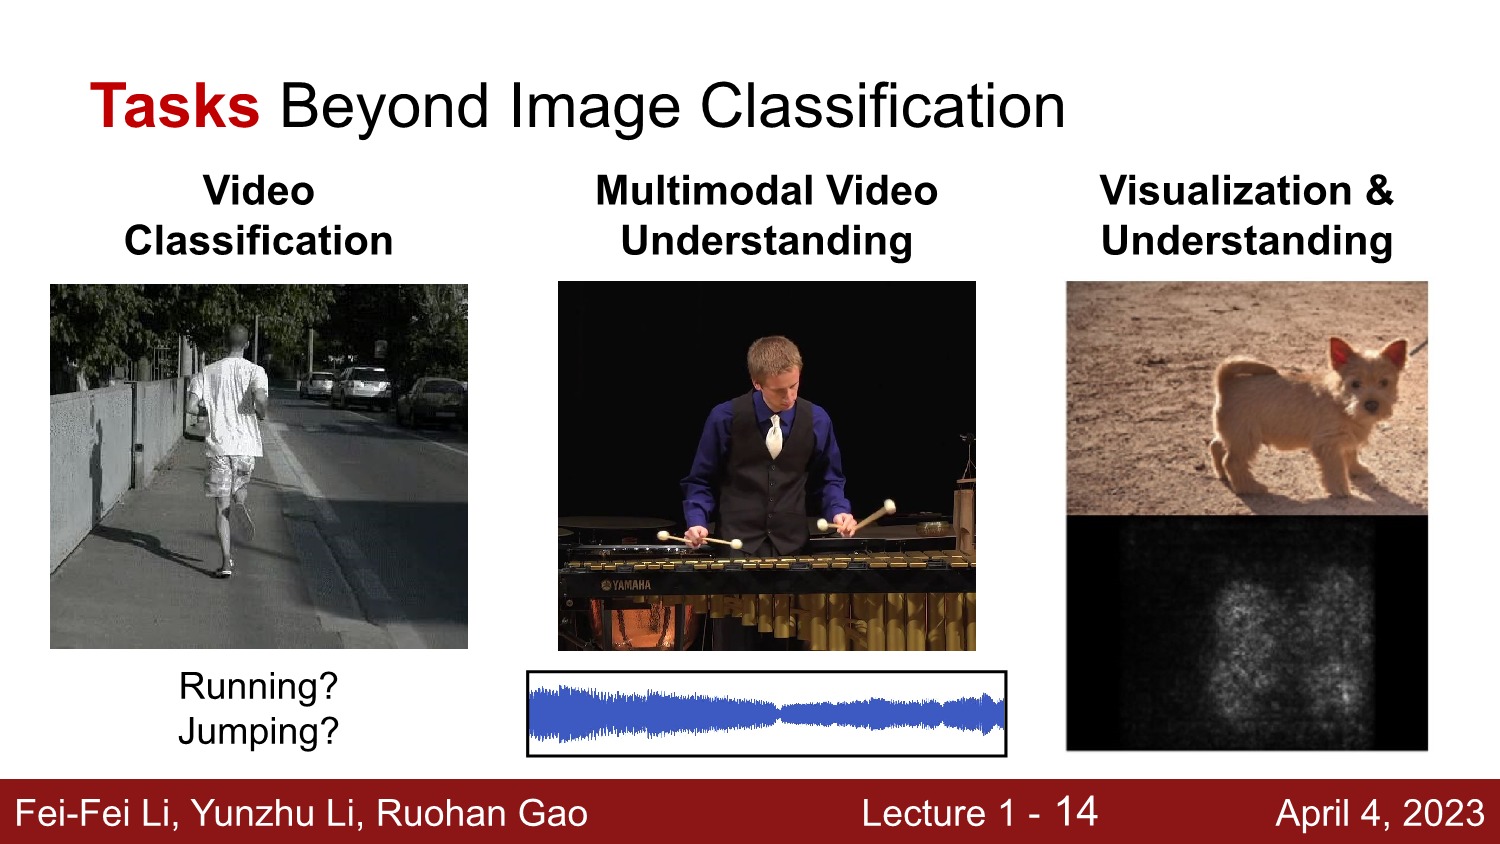 Tasks Beyond Image Classification
Video
Classification
Multimodal Video
Understanding
Visualization &
Understanding
YAMAHA
Running?
Jumping?
Fei-Fei Li, Yunzhu Li, Ruohan Gao
Lecture 1 - 14
April 4, 2023